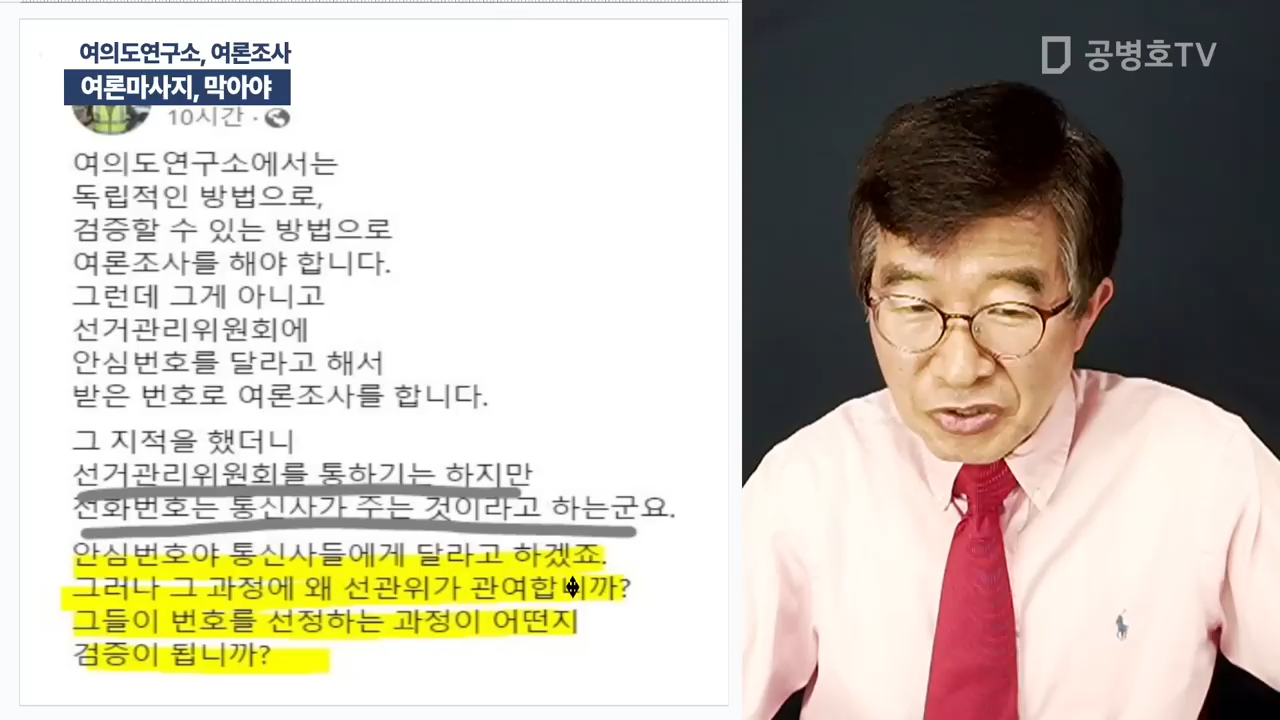 여의도연구소, 여론조사
여론마사지, 막아야
공병호TV
10시간 ·
여의도연구소에서는
독립적인 방법으로,
검증할 수 있는 방법으로
여론조사를 해야 합니다.
그런데 그게 아니고
선거관리위원회에
안심번호를 달라고 해서
받은 번호로 여론조사를 합니다.
그 지적을 했더니
선거관리위원회를 통하기는 하지만
전화번호는 통신사가 주는 것이라고 하는군요.
안심번호야 통신사들에게 달라고 하겠죠.
그러나 그 과정에 왜 선관위가 관여합니까?
그들이 번호를 선정하는 과정이 어떤지
검증이 됩니까?